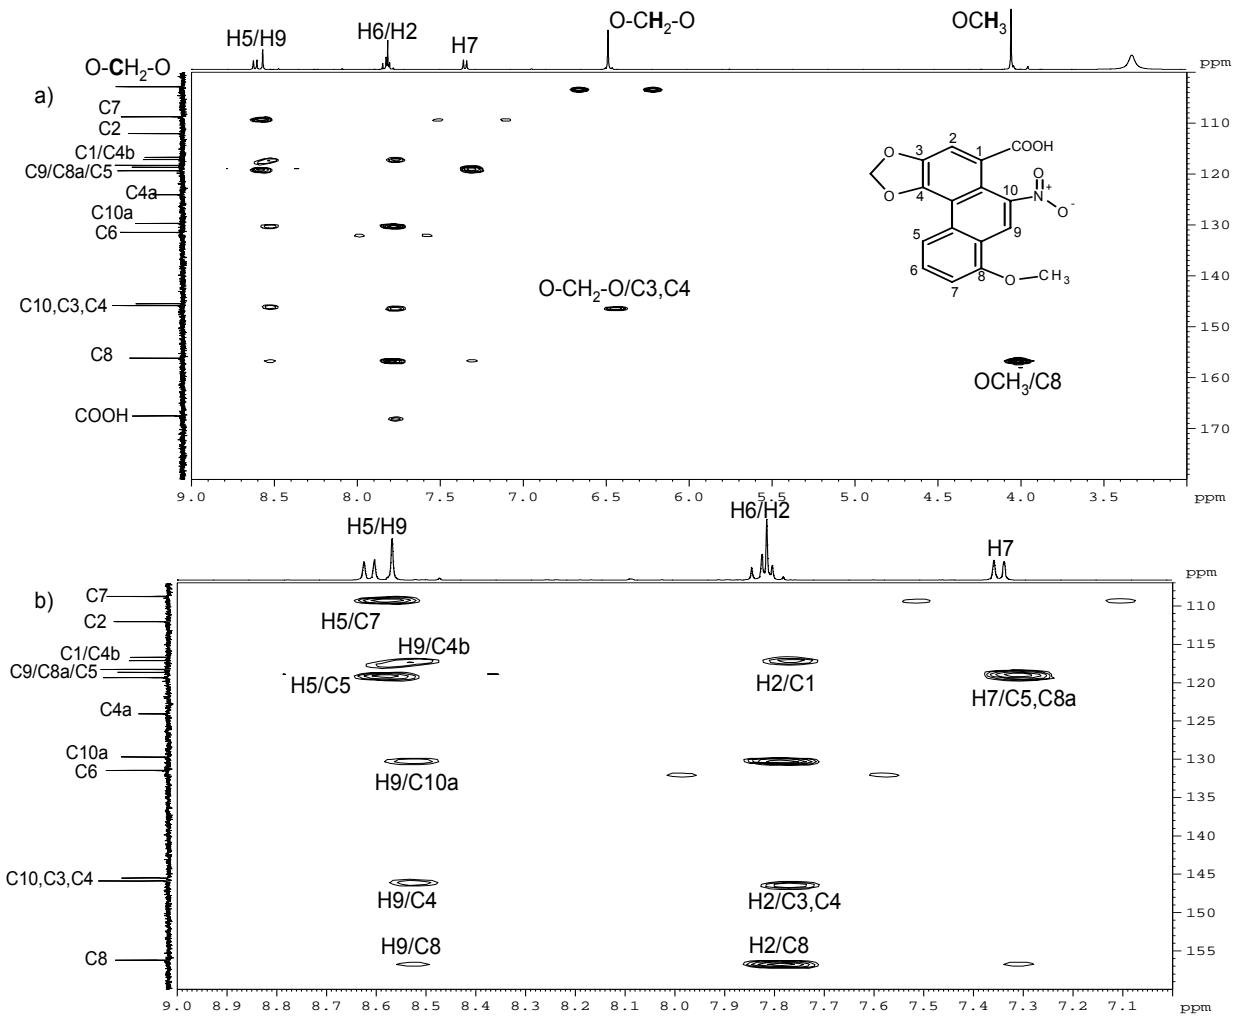 O-CH2-O
OCH3
H6/H2
H5/H9
H7
O-CH2-O
ppm
a)
C7
C2
C1/C4b
C9/C8a/C5
C4a
C10a
C6
C10,C3,C4
C8
COOH
110
120
130
140
150
160
170
O
O
3
2
1
4
COOH
10
N
+
O
O
-
5
9
6
7
8
O
CH3
O-CH2-O/C3,C4
OCH3/C8
9.0 8.5 8.0 7.5 7.0 6.5 6.0 5.5 5.0 4.5 4.0 3.5 ppm
H5/H9
H6/H2
H7
ppm
b)
C7
C2
C1/C4b
C9/C8a/C5
C4a
C10a
C6
C10,C3,C4
C8
H5/C7
H9/C4b
H5/C5
H2/C1
H7/C5,C8a
H9/C10a
H9/C4
H2/C3,C4
H9/C8
H2/C8
110
115
120
125
130
135
140
145
150
155
9.0 8.9 8.8 8.7 8.6 8.5 8.4 8.3 8.2 8.1 8.0 7.9 7.8 7.7 7.6 7.5 7.4 7.3 7.2 7.1 ppm